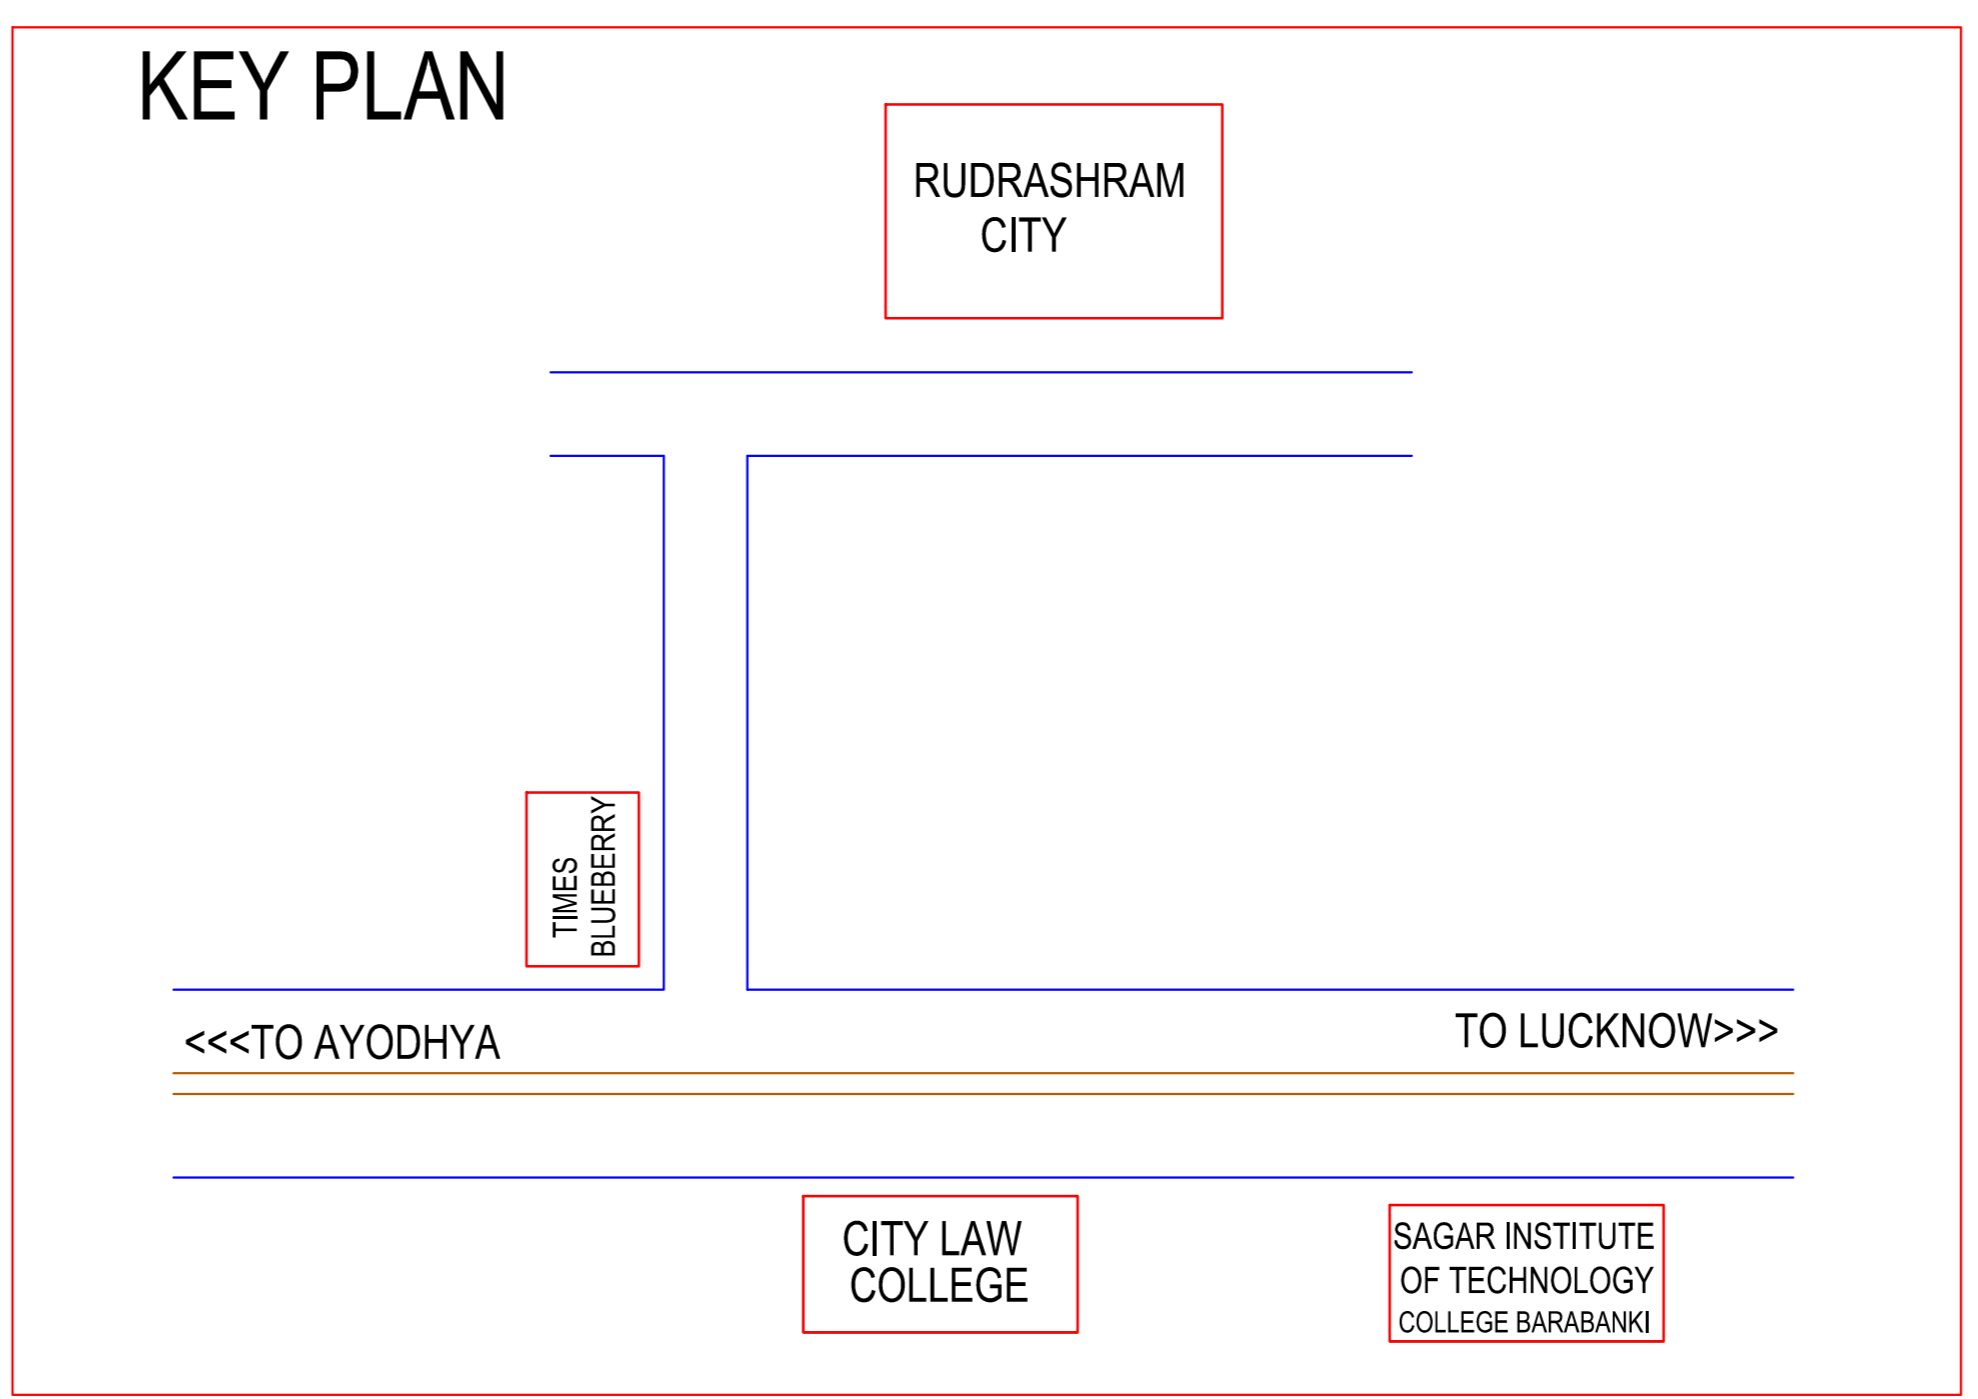 KEY PLAN
RUDRASHRAM
CITY
TIMES
BLUEBERRY
<<<TO AYODHYA
TO LUCKNOW>>>
CITY LAW
COLLEGE
SAGAR INSTITUTE
OF TECHNOLOGY
COLLEGE BARABANKI